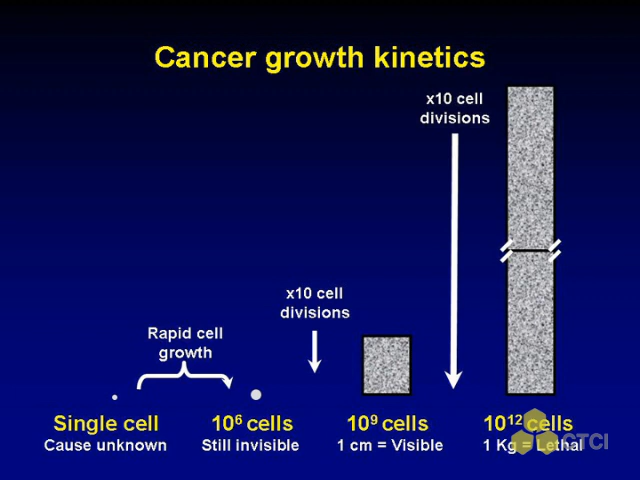 Cancer growth kinetics
x10 cell
divisions
x10 cell
divisions
Rapid cell
growth
Single cell
Cause unknown
10⁶ cells
Still invisible
10⁹ cells
1 cm = Visible
10¹² cells
1 Kg = Lethal
CTCI